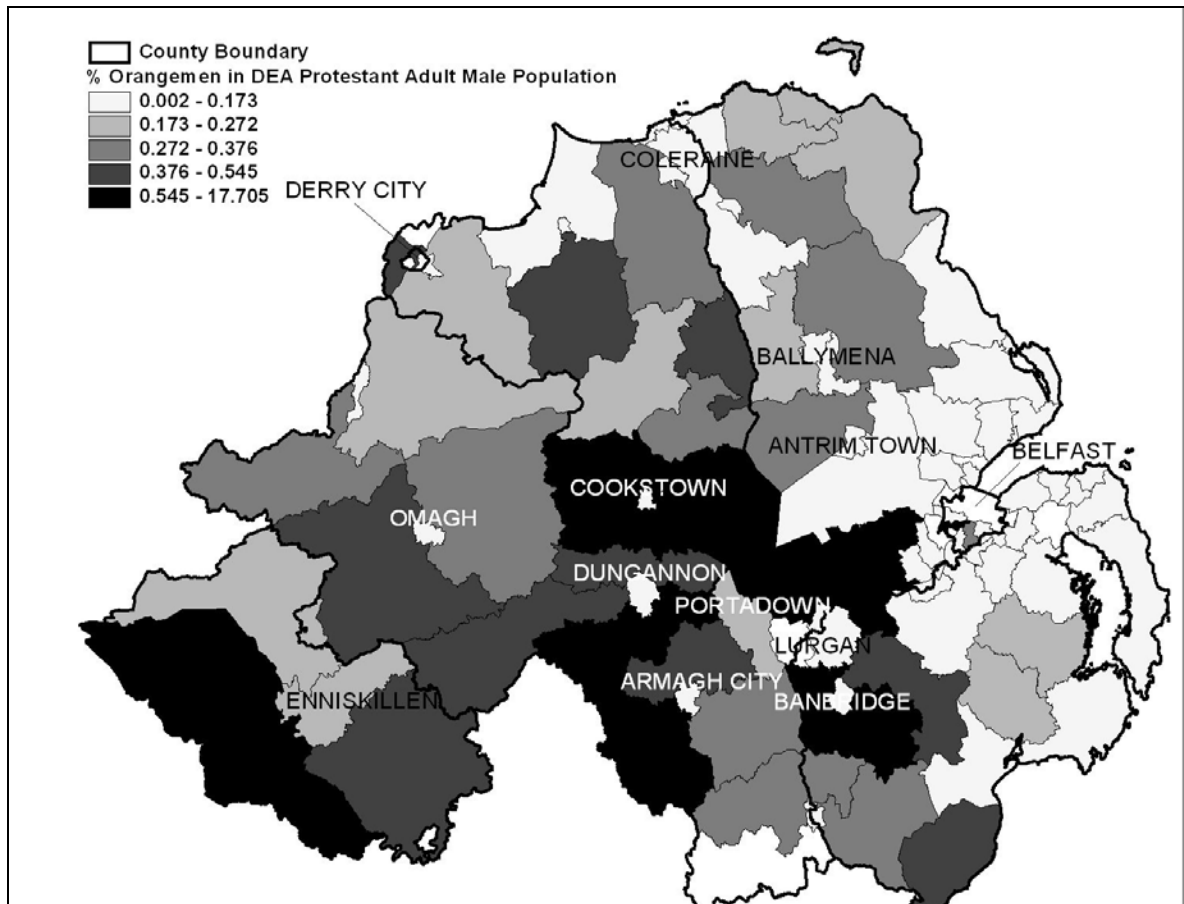 County Boundary
% Orangemen in DEA Protestant Adult Male Population
0.002 - 0.173
0.173 - 0.272
0.272 - 0.376
0.376 - 0.545
0.545 - 17.705
DERRY CITY
COLERAINE
BALLYMENA
ANTRIM TOWN
BELFAST
COOKSTOWN
OMAGH
DUNGANNON
PORTADOWN
LURGAN
ARMAGH CITY
ENNISKILLEN
BANBRIDGE